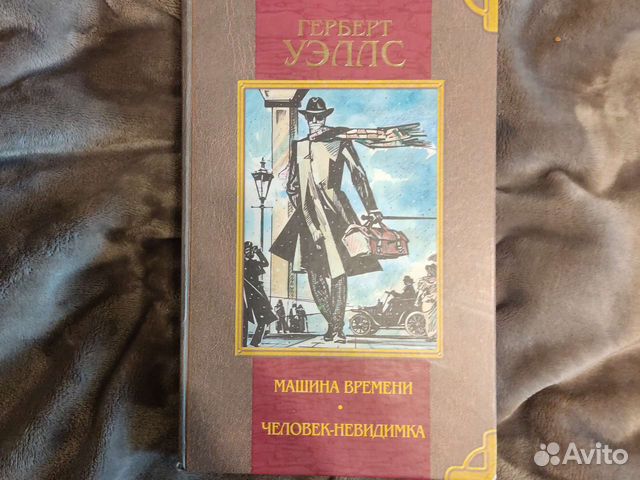 ГЕРБЕРТ
УЭЛЛС
МАШИНА ВРЕМЕНИ
•
ЧЕЛОВЕК-НЕВИДИМКА
Avito